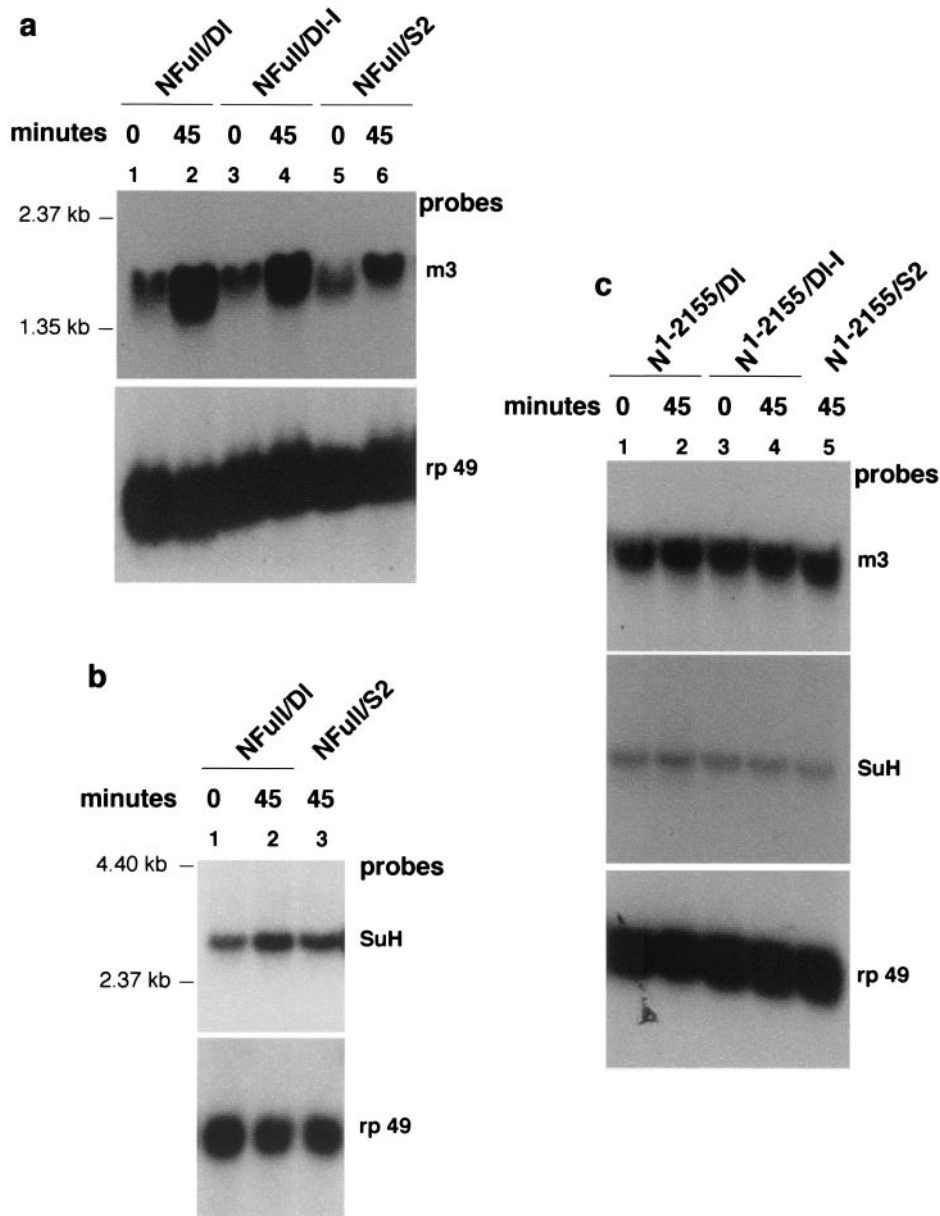 a
NFull/Dl NFull/Dl-I NFull/S2
minutes 0 45 0 45 0 45
1 2 3 4 5 6
probes
2.37 kb
m3
1.35 kb
rp 49
b
NFull/Dl NFull/S2
minutes 0 45 45
1 2 3
4.40 kb
probes
SuH
2.37 kb
rp 49
c
N1-2155/Dl N1-2155/Dl-I N1-2155/S2
minutes 0 45 0 45 45
1 2 3 4 5
probes
m3
SuH
rp 49